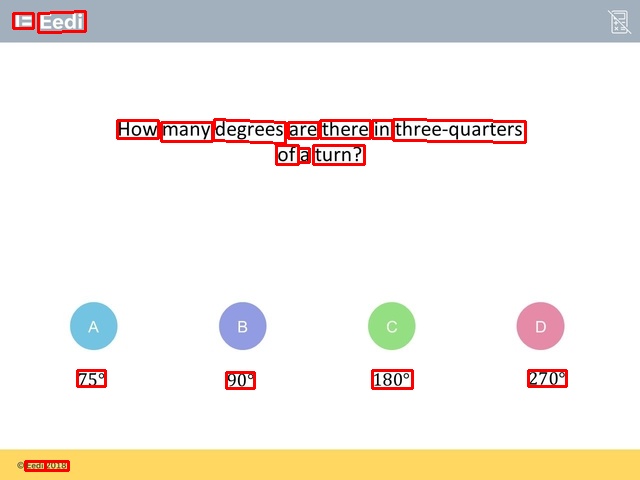 Eedi
How many degrees are there in three-quarters
of a turn?
A
B
C
D
75°
90°
180°
270°
© Eedi 2018